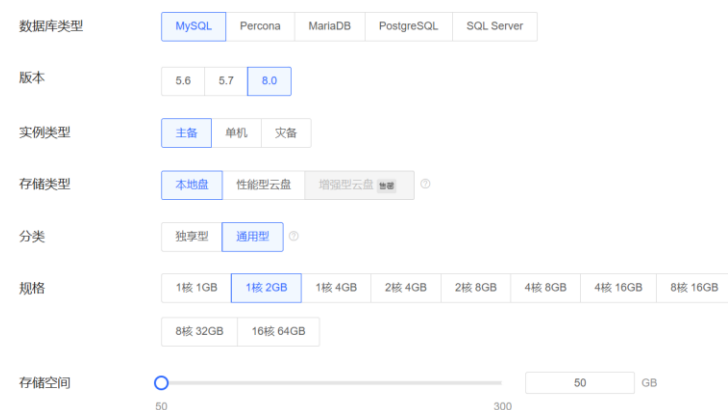 数据库类型 MySQL Percona MariaDB PostgreSQL SQL Server
版本 5.6 5.7 8.0
实例类型 主备 单机 灾备
存储类型 本地盘 性能型云盘 增强型云盘 售罄
分类 独享型 通用型
规格 1核 1GB 1核 2GB 1核 4GB 2核 4GB 2核 8GB 4核 8GB 4核 16GB 8核 16GB
8核 32GB 16核 64GB
存储空间 50 GB
50 300